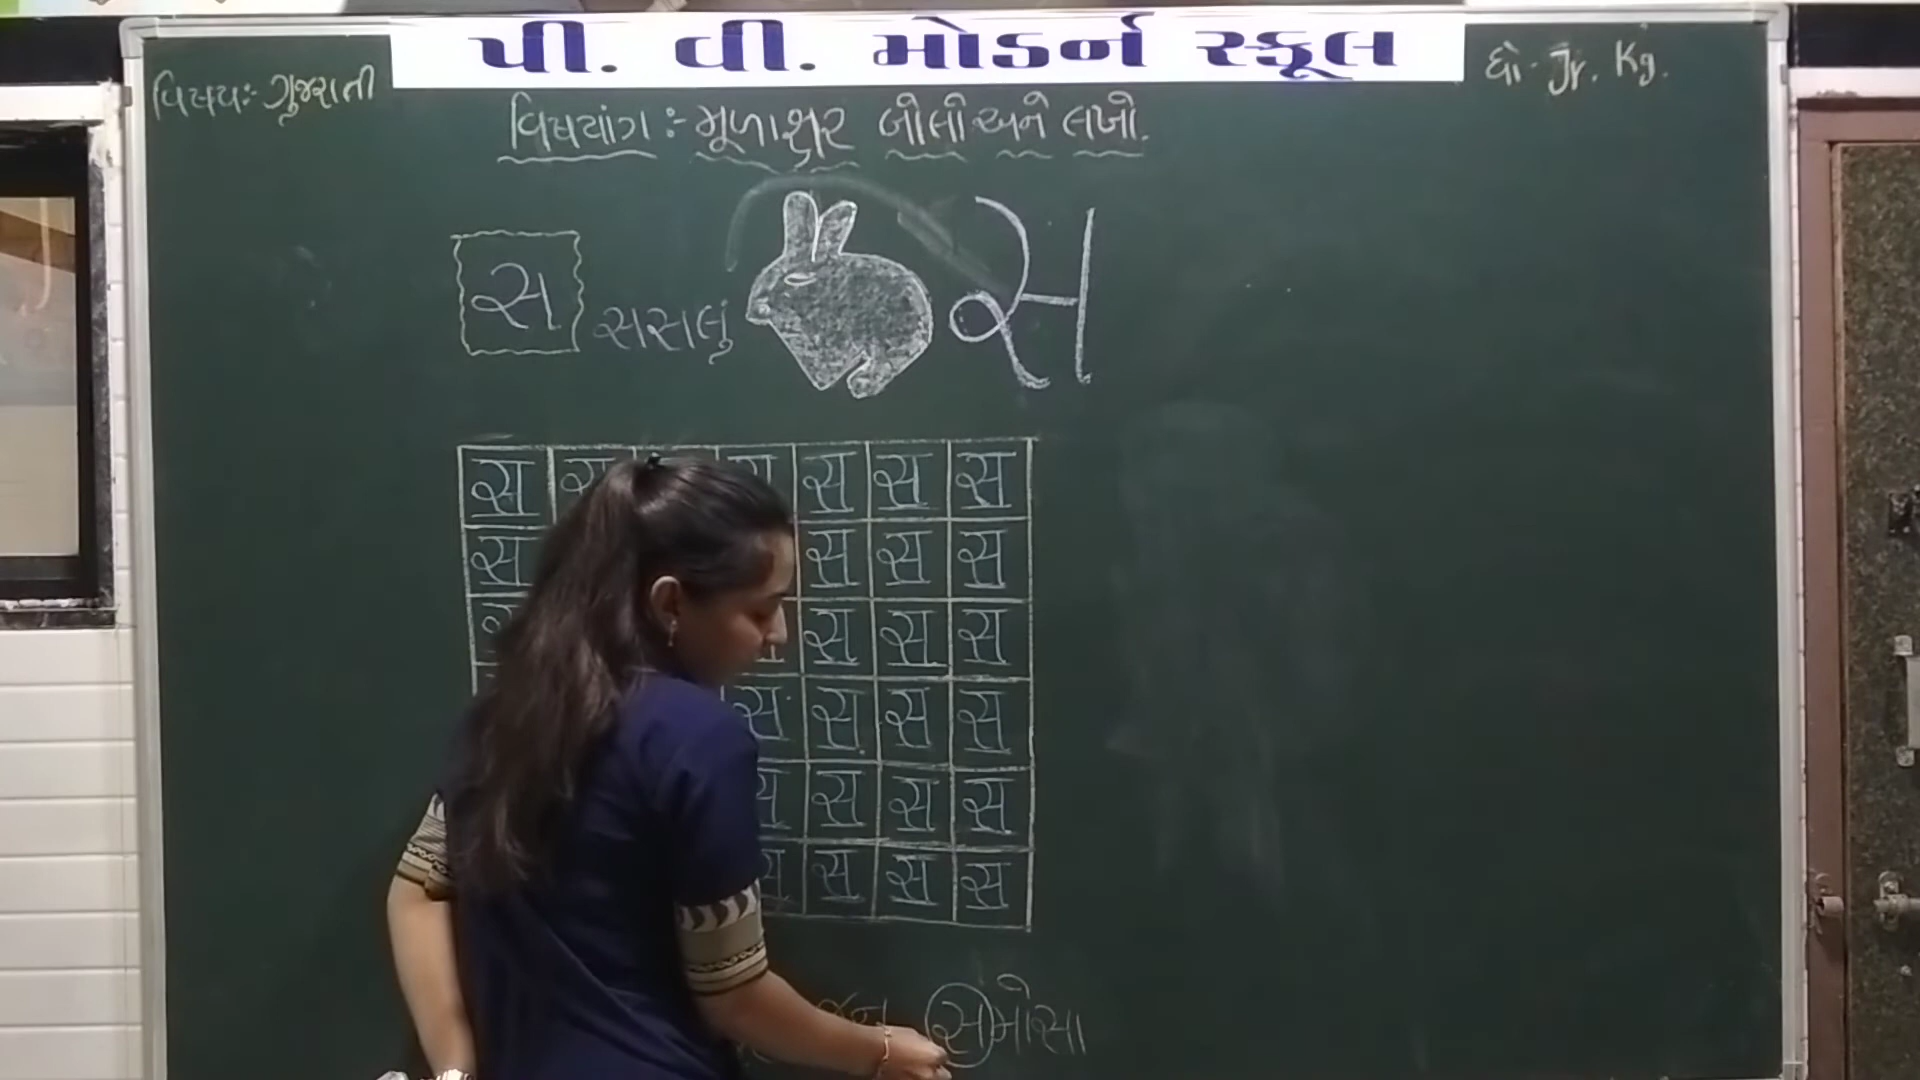 પી. વી. મોડર્ન સ્કૂલ
વિષયઃ- ગુજરાતી
ધો- Jr. Kg.
વિષયાંગ :- મૂળાક્ષર બોલો અને લખો.
સ સસલું સ
સ સ સ સ સ
સ સ સ સ
સ સ સ
સ સ સ સ
સ સ સ સ
સ સ સ સ
સમોસા